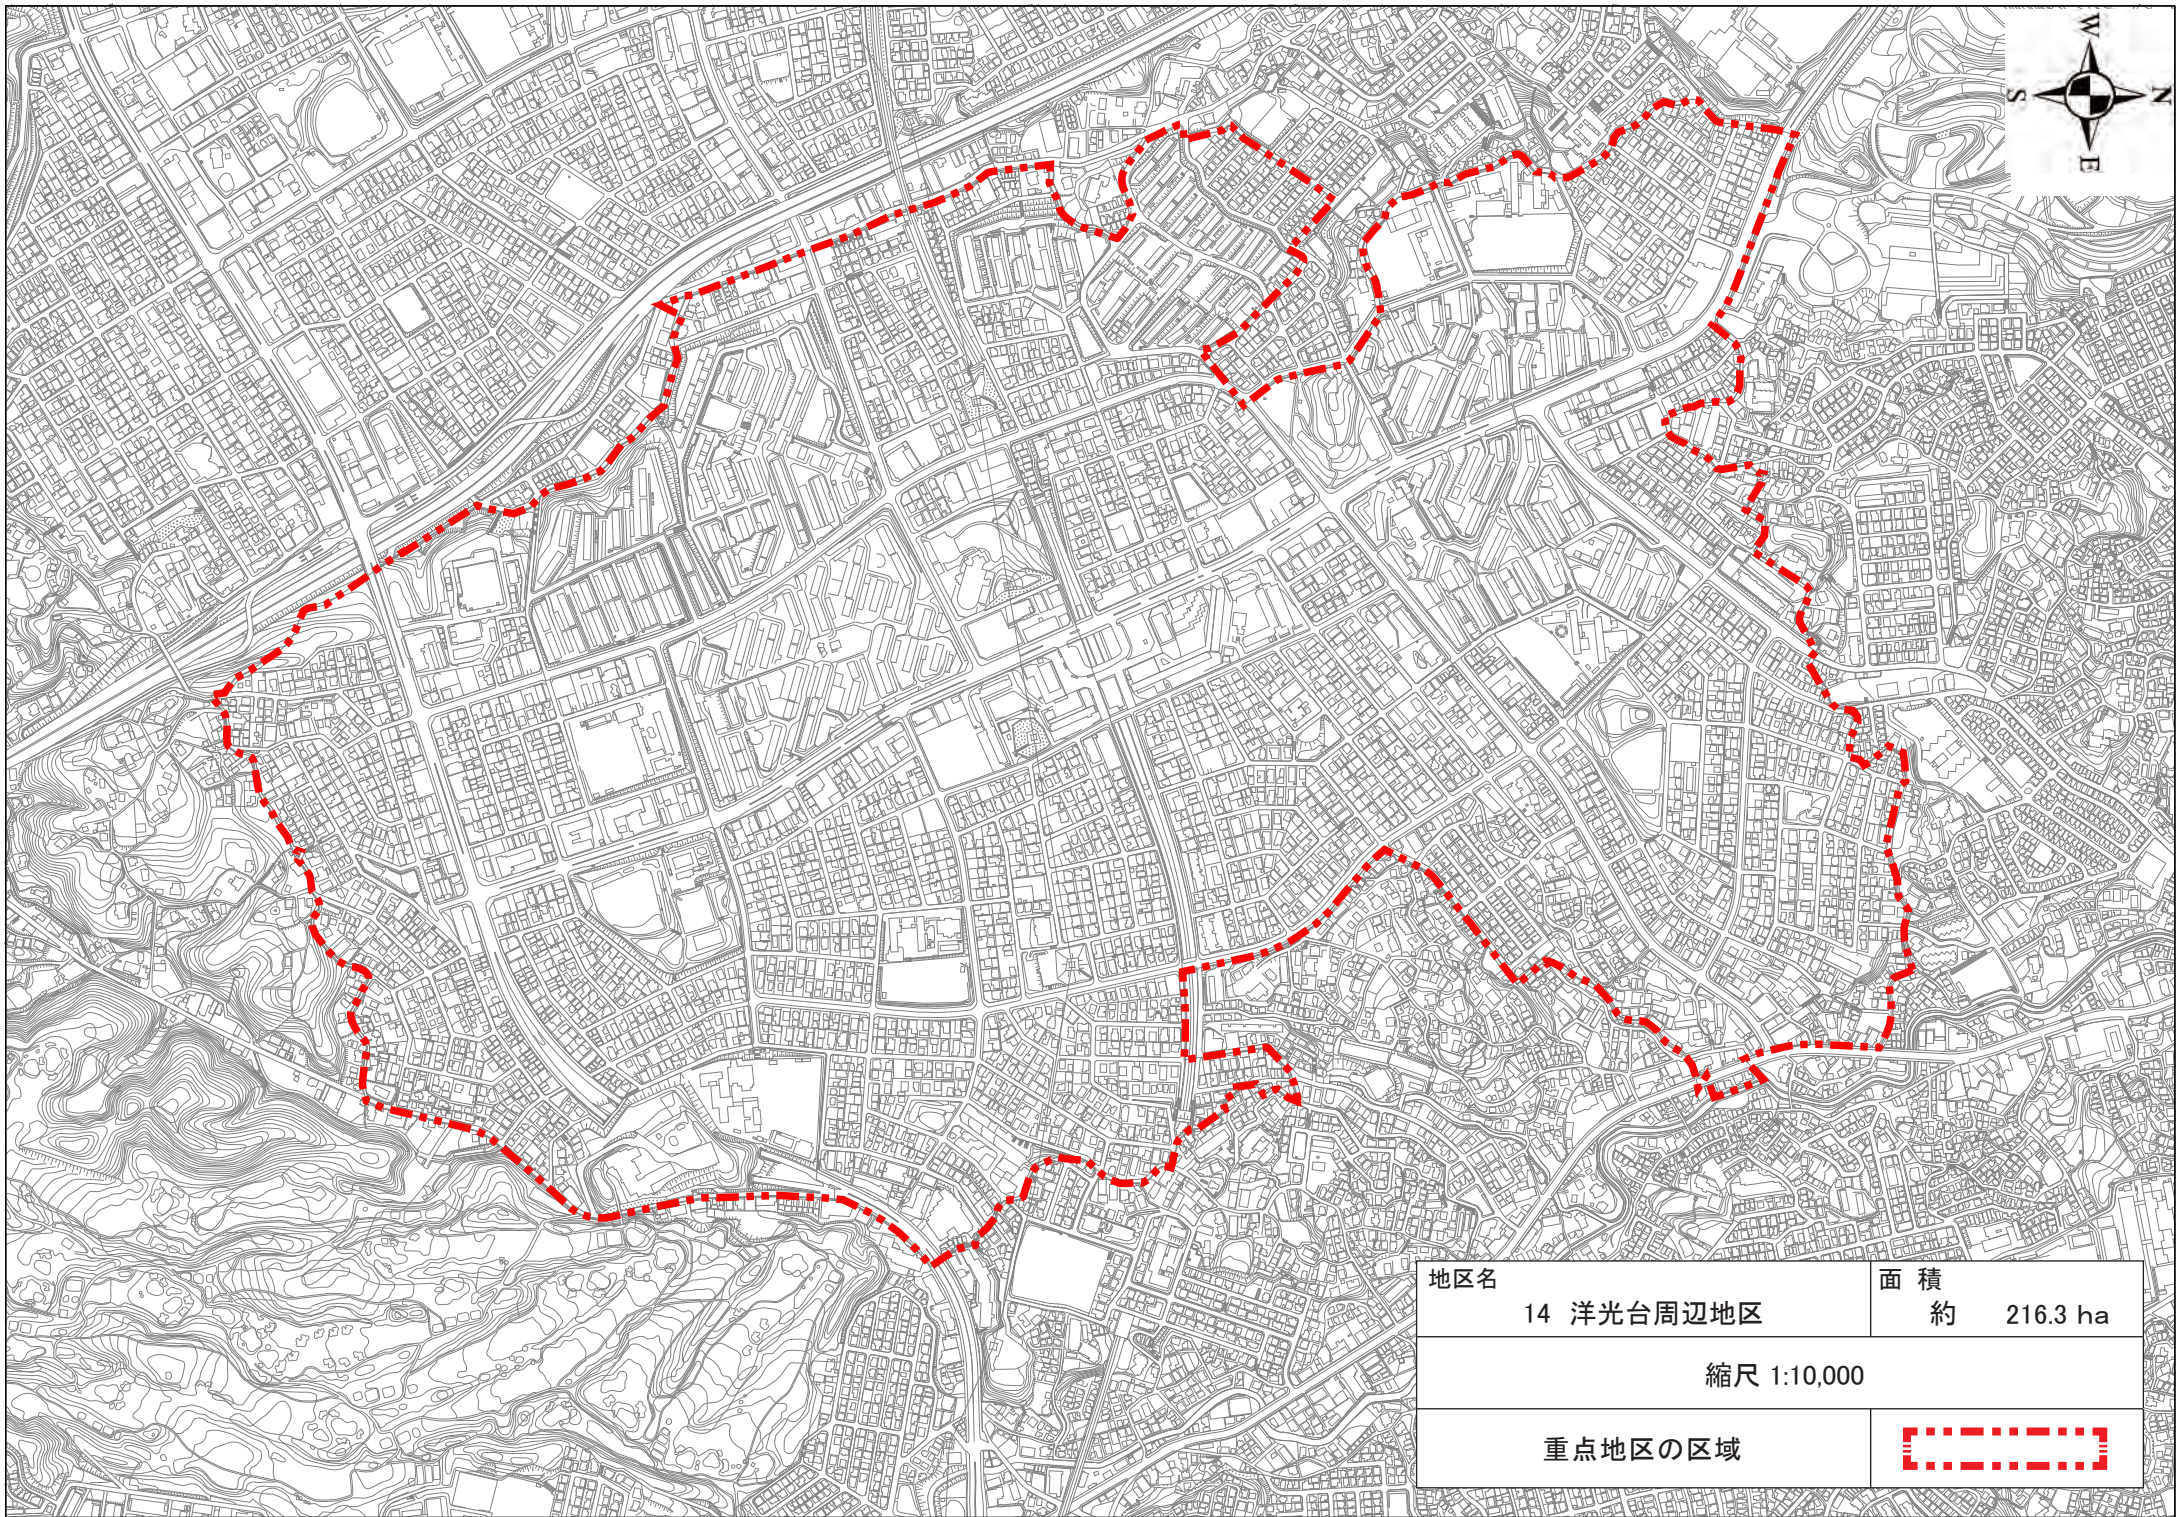 W
S N
E
地区名
14 洋光台周辺地区
面 積
約 216.3 ha
縮尺 1:10,000
重点地区の区域